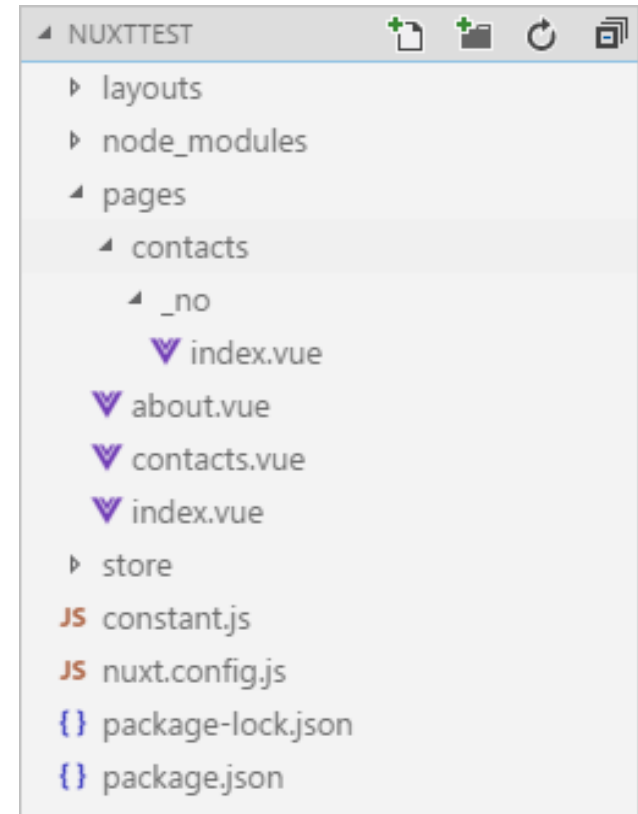 NUXTTEST
layouts
node_modules
pages
contacts
_no
index.vue
about.vue
contacts.vue
index.vue
store
JS constant.js
JS nuxt.config.js
{} package-lock.json
{} package.json